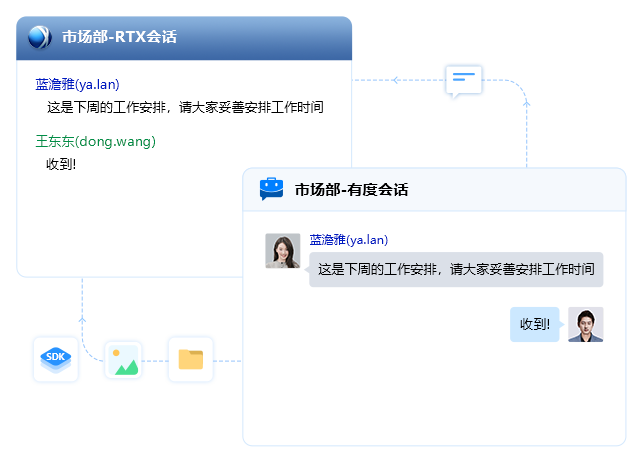 市场部-RTX会话
蓝澹雅(ya.lan)
这是下周的工作安排，请大家妥善安排工作时间
王东东(dong.wang)
收到!
市场部-有度会话
蓝澹雅(ya.lan)
这是下周的工作安排，请大家妥善安排工作时间
收到!
SDK